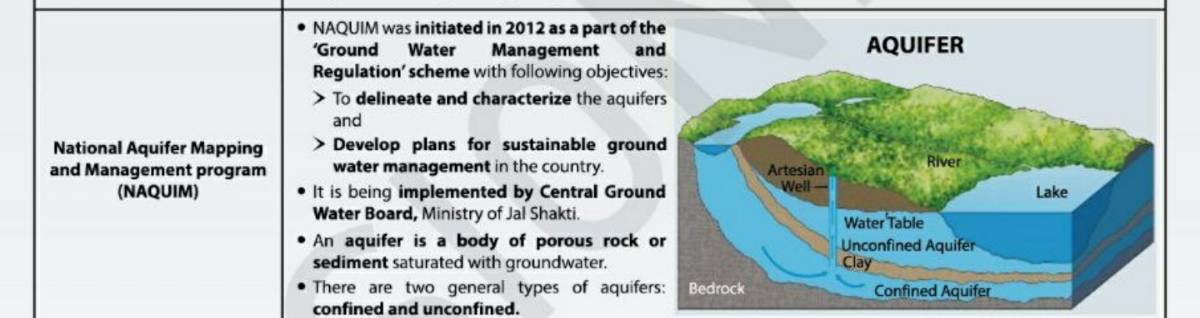 National Aquifer Mapping
and Management program
(NAQUIM)
• NAQUIM was initiated in 2012 as a part of the
‘Ground Water Management and
Regulation’ scheme with following objectives:
➢ To delineate and characterize the aquifers
and
➢ Develop plans for sustainable ground
water management in the country.
• It is being implemented by Central Ground
Water Board, Ministry of Jal Shakti.
• An aquifer is a body of porous rock or
sediment saturated with groundwater.
• There are two general types of aquifers:
confined and unconfined.
AQUIFER
River
Artesian
Well
Lake
Water Table
Unconfined Aquifer
Clay
Bedrock
Confined Aquifer